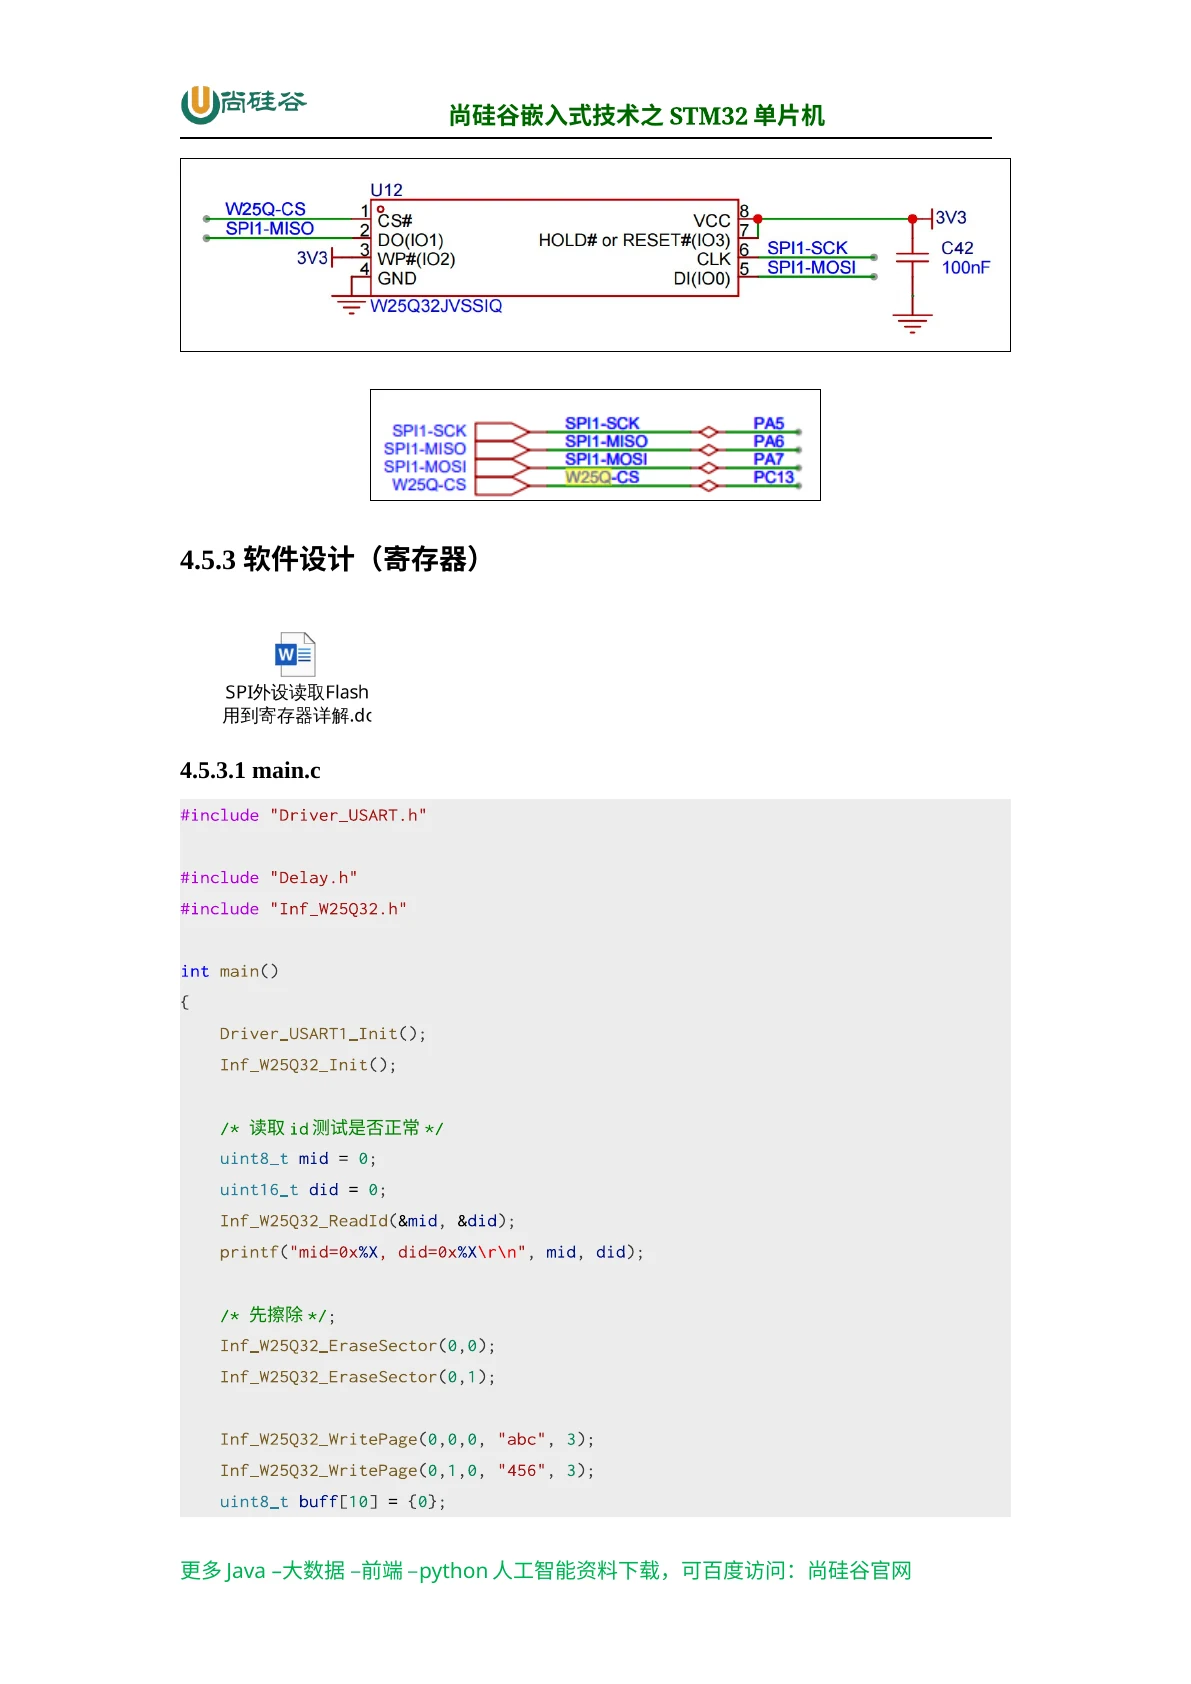 尚硅谷
尚硅谷嵌入式技术之 STM32 单片机
U12
W25Q-CS
SPI1-MISO
3V3
1
2
3
4
CS#
DO(IO1)
WP#(IO2)
GND
VCC
HOLD# or RESET#(IO3)
CLK
DI(IO0)
8
7
6
5
SPI1-SCK
SPI1-MOSI
3V3
C42
100nF
W25Q32JVSSIQ
SPI1-SCK SPI1-SCK PA5
SPI1-MISO SPI1-MISO PA6
SPI1-MOSI SPI1-MOSI PA7
W25Q-CS W25Q-CS PC13
4.5.3 软件设计（寄存器）
SPI外设读取Flash
用到寄存器详解.dc
4.5.3.1 main.c
#include "Driver_USART.h"
#include "Delay.h"
#include "Inf_W25Q32.h"
int main()
{
Driver_USART1_Init();
Inf_W25Q32_Init();
/* 读取 id 测试是否正常 */
uint8_t mid = 0;
uint16_t did = 0;
Inf_W25Q32_ReadId(&mid, &did);
printf("mid=0x%X, did=0x%X\r\n", mid, did);
/* 先擦除 */;
Inf_W25Q32_EraseSector(0,0);
Inf_W25Q32_EraseSector(0,1);
Inf_W25Q32_WritePage(0,0,0, "abc", 3);
Inf_W25Q32_WritePage(0,1,0, "456", 3);
uint8_t buff[10] = {0};
更多 Java –大数据 –前端 –python 人工智能资料下载，可百度访问：尚硅谷官网